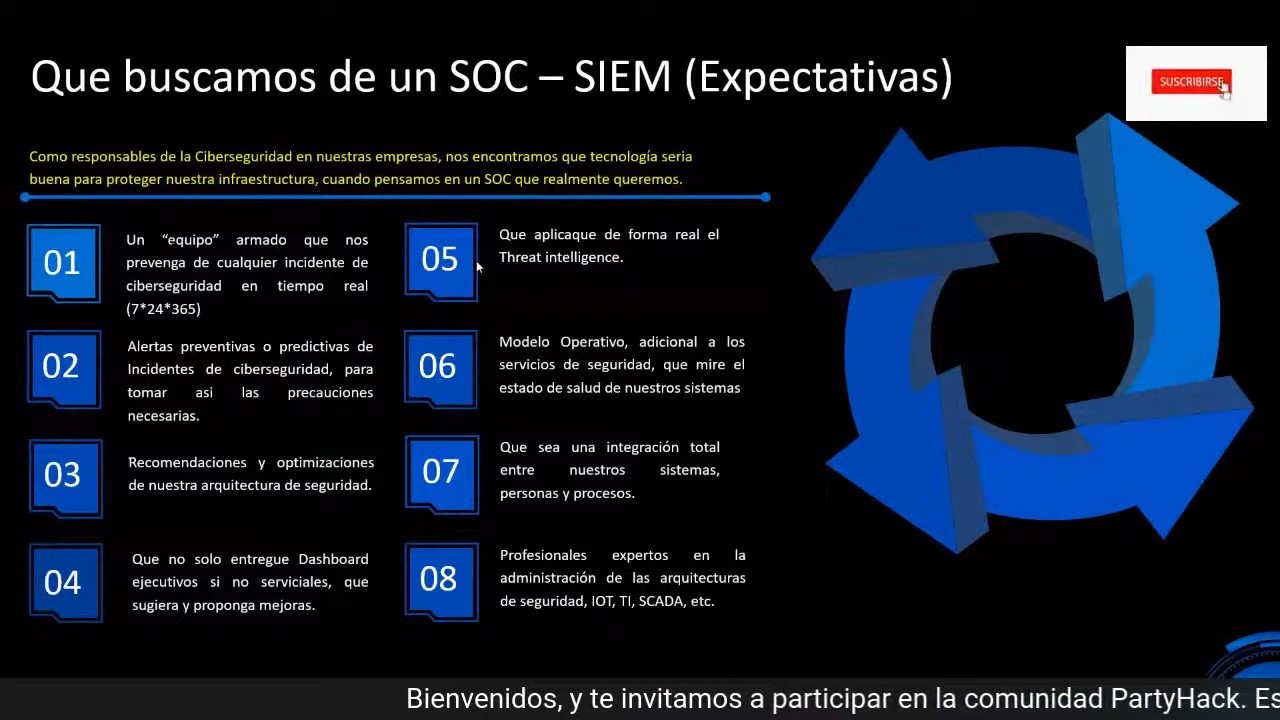 Que buscamos de un SOC – SIEM (Expectativas)
SUSCRIBIRSE
Como responsables de la Ciberseguridad en nuestras empresas, nos encontramos que tecnología seria
buena para proteger nuestra infraestructura, cuando pensamos en un SOC que realmente queremos.
01
Un “equipo” armado que nos
prevenga de cualquier incidente de
ciberseguridad en tiempo real
(7*24*365)
02
Alertas preventivas o predictivas de
Incidentes de ciberseguridad, para
tomar asi las precauciones
necesarias.
03
Recomendaciones y optimizaciones
de nuestra arquitectura de seguridad.
04
Que no solo entregue Dashboard
ejecutivos si no serviciales, que
sugiera y proponga mejoras.
05
Que aplicaque de forma real el
Threat intelligence.
06
Modelo Operativo, adicional a los
servicios de seguridad, que mire el
estado de salud de nuestros sistemas
07
Que sea una integración total
entre nuestros sistemas,
personas y procesos.
08
Profesionales expertos en la
administración de las arquitecturas
de seguridad, IOT, TI, SCADA, etc.
Bienvenidos, y te invitamos a participar en la comunidad PartyHack. Es